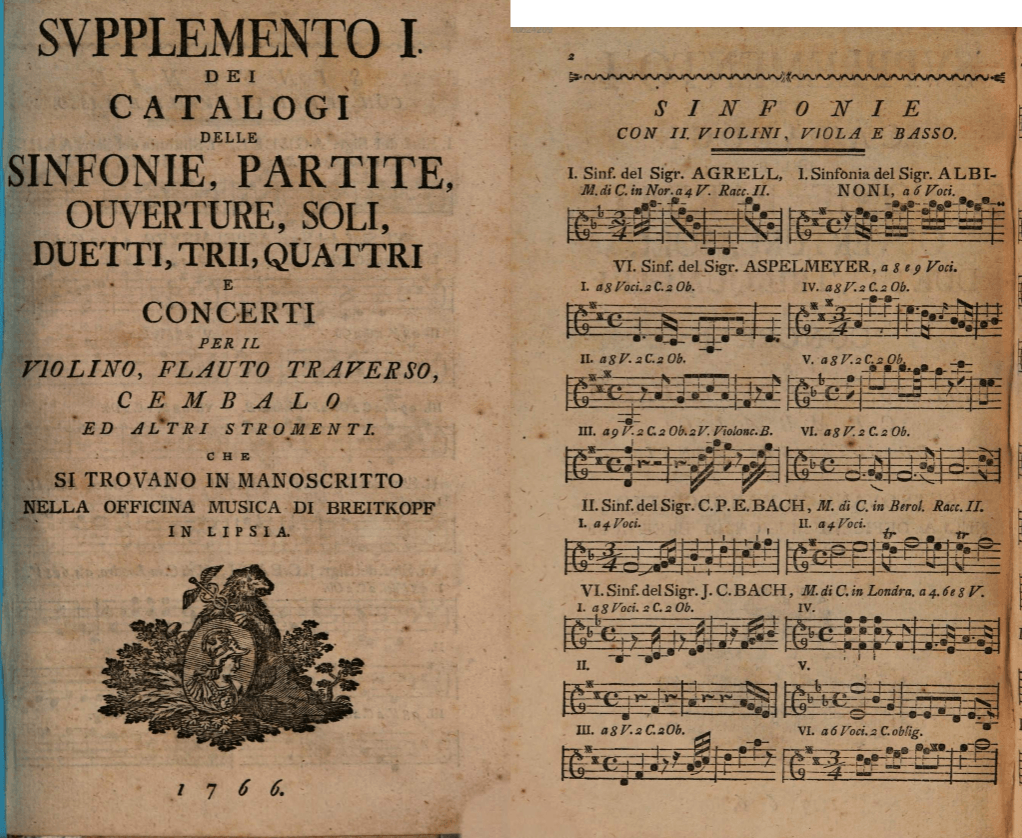 SVPPLEMENTO I.
DEI
CATALOGI
DELLE
SINFONIE, PARTITE,
OUVERTURE, SOLI,
DUETTI, TRII, QUATTRI
E
CONCERTI
PER IL
VIOLINO, FLAUTO TRAVERSO,
CEMBALO
ED ALTRI STROMENTI.
CHE
SI TROVANO IN MANOSCRITTO
NELLA OFFICINA MUSICA DI BREITKOPF
IN LIPSIA.
1766.
2
SINFONIE
CON II. VIOLINI, VIOLA E BASSO.
I. Sinf. del Sigr. AGRELL,
M. di C. in Nor. a 4 V. Racc. II.
I. Sinfonia del Sigr. ALBI-
NONI, a 6 Voci.
VI. Sinf. del Sigr. ASPELMEYER, a 8 e 9 Voci.
I. a 8 Voci. 2 C. 2 Ob.
IV. a 8 V. 2 C. 2 Ob.
II. a 8 V. 2 C. 2 Ob.
V. a 8 V. 2 C. 2 Ob.
III. a 9 V. 2 C. 2 Ob. 2 V. Violonc. B.
VI. a 8 V. 2 C. 2 Ob.
II. Sinf. del Sigr. C. P. E. BACH, M. di C. in Berol. Racc. II.
I. a 4 Voci.
II. a 4 Voci.
tr
tr
VI. Sinf. del Sigr. J. C. BACH, M. di C. in Londra. a 4. 6 e 8 V.
I. a 8 Voci. 2 C. 2 Ob.
IV.
II.
V.
III. a 8 V. 2 C. 2 Ob.
VI. a 6 Voci. 2 C. oblig.